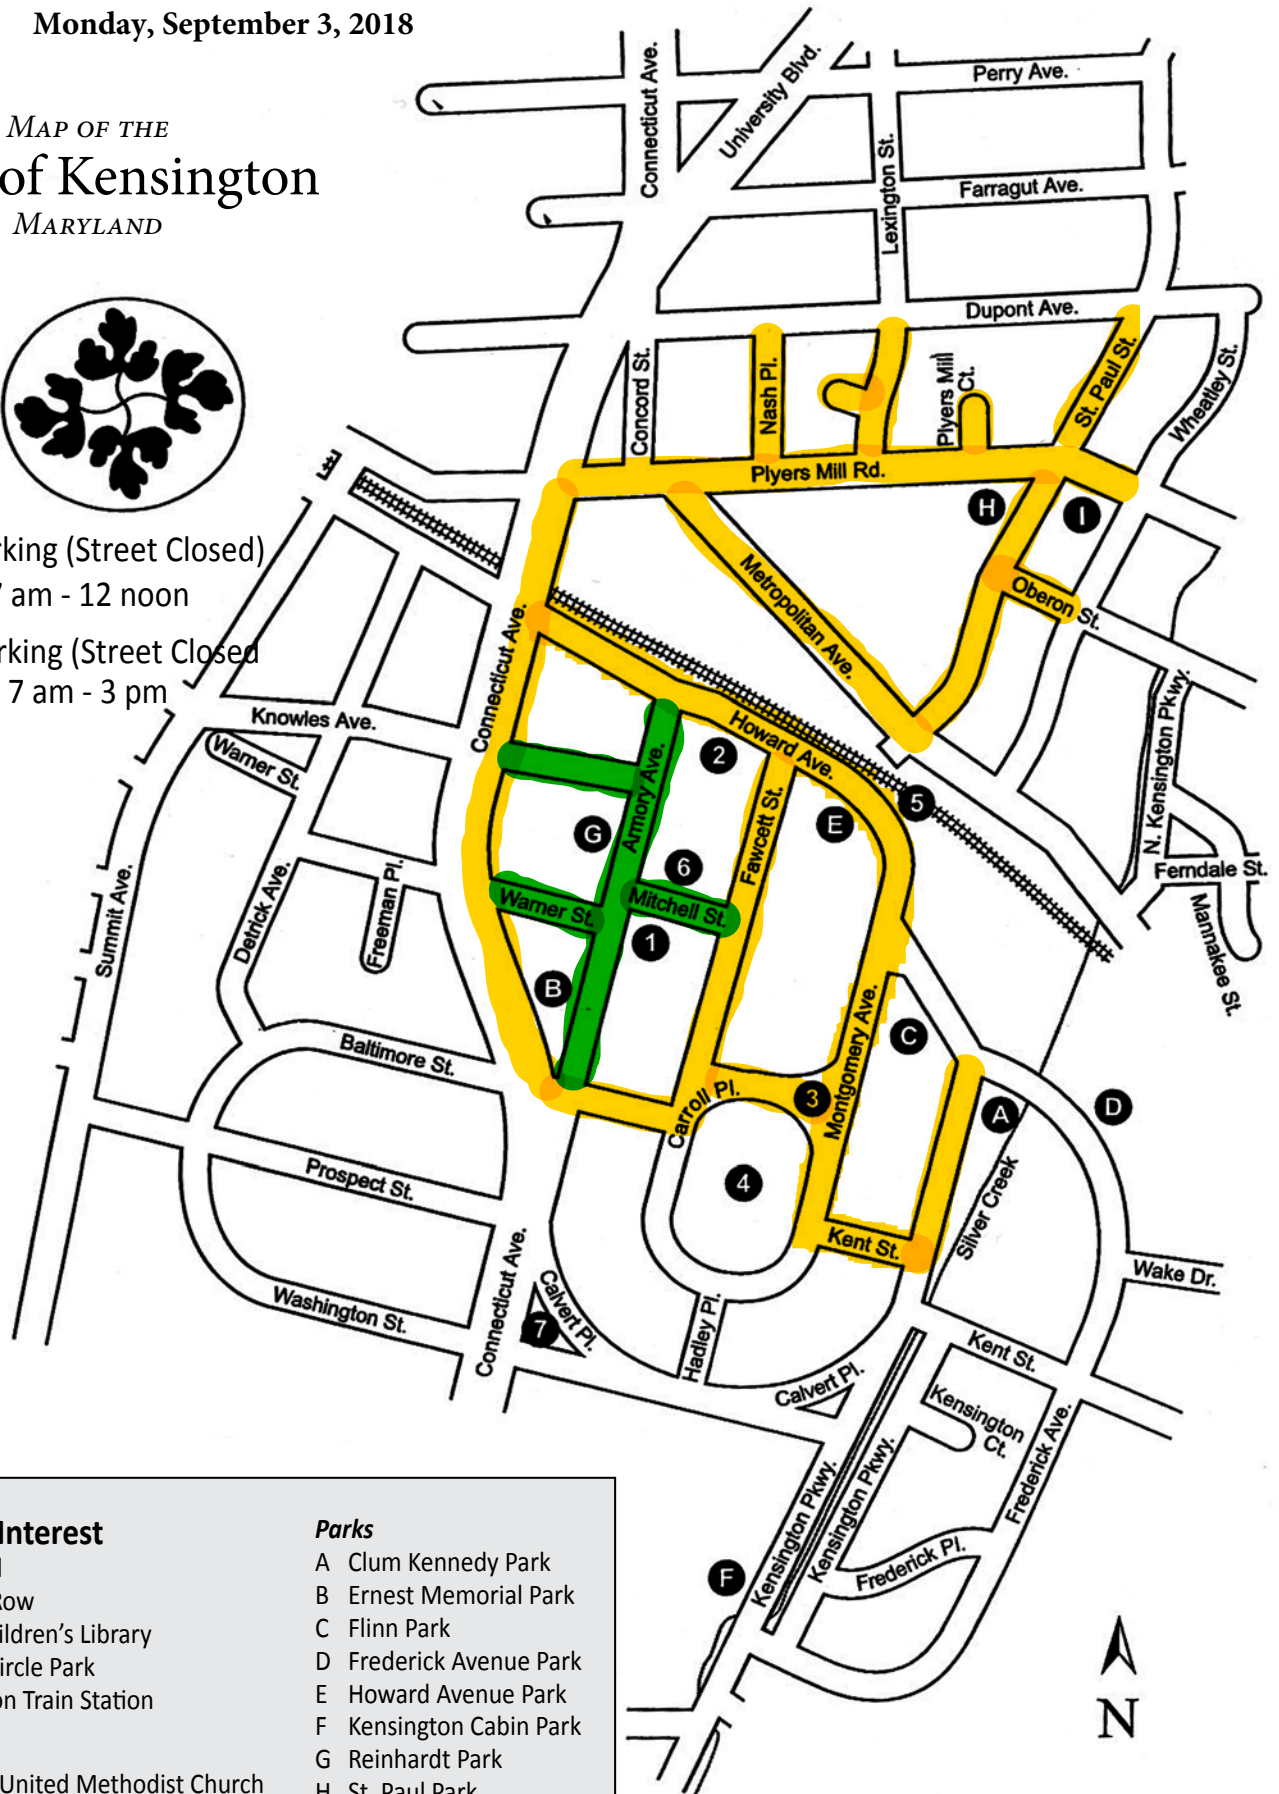 Monday, September 3, 2018
MAP OF THE
of Kensington
MARYLAND
rking (Street Closed)
7 am - 12 noon
rking (Street Closed
7 am - 3 pm
Connecticut Ave.
University Blvd.
Perry Ave.
Lexington St.
Farragut Ave.
Dupont Ave.
Concord St.
Nash Pl.
Plyers Mill
Ct.
St. Paul St.
Wheatley St.
Plyers Mill Rd.
H
I
Metropolitan Ave.
Oberon St.
Connecticut Ave.
Knowles Ave.
Warner St.
Howard Ave.
2
Armory Ave.
N. Kensington Pkwy.
5
G
E
Fawcett St.
6
Ferndale St.
Mannakee St.
Summit Ave.
Detrick Ave.
Freeman Pl.
Warner St.
Mitchell St.
1
B
C
Montgomery Ave.
Baltimore St.
Carroll Pl.
3
A
D
Prospect St.
4
Silver Creek
Kent St.
Wake Dr.
Washington St.
Connecticut Ave.
Calvert Pl.
7
Hadley Pl.
Calvert Pl.
Kent St.
Kensington
Ct.
Frederick Ave.
Kensington Pkwy.
Kensington Pkwy.
Frederick Pl.
F
N
Interest
Row
ildren's Library
ircle Park
on Train Station
United Methodist Church
Parks
A Clum Kennedy Park
B Ernest Memorial Park
C Flinn Park
D Frederick Avenue Park
E Howard Avenue Park
F Kensington Cabin Park
G Reinhardt Park
H St. Paul Park